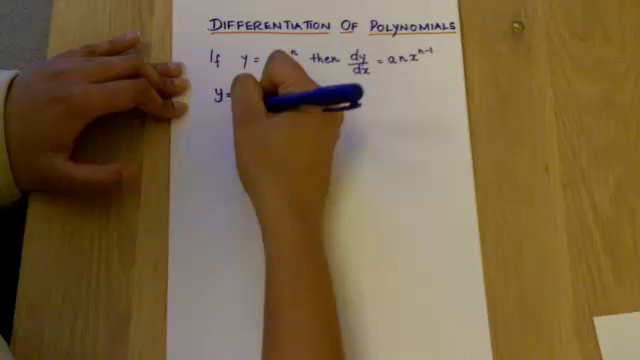 DIFFERENTIATION OF POLYNOMIALS
If y = n then dy/dx = anx^n-1
y =